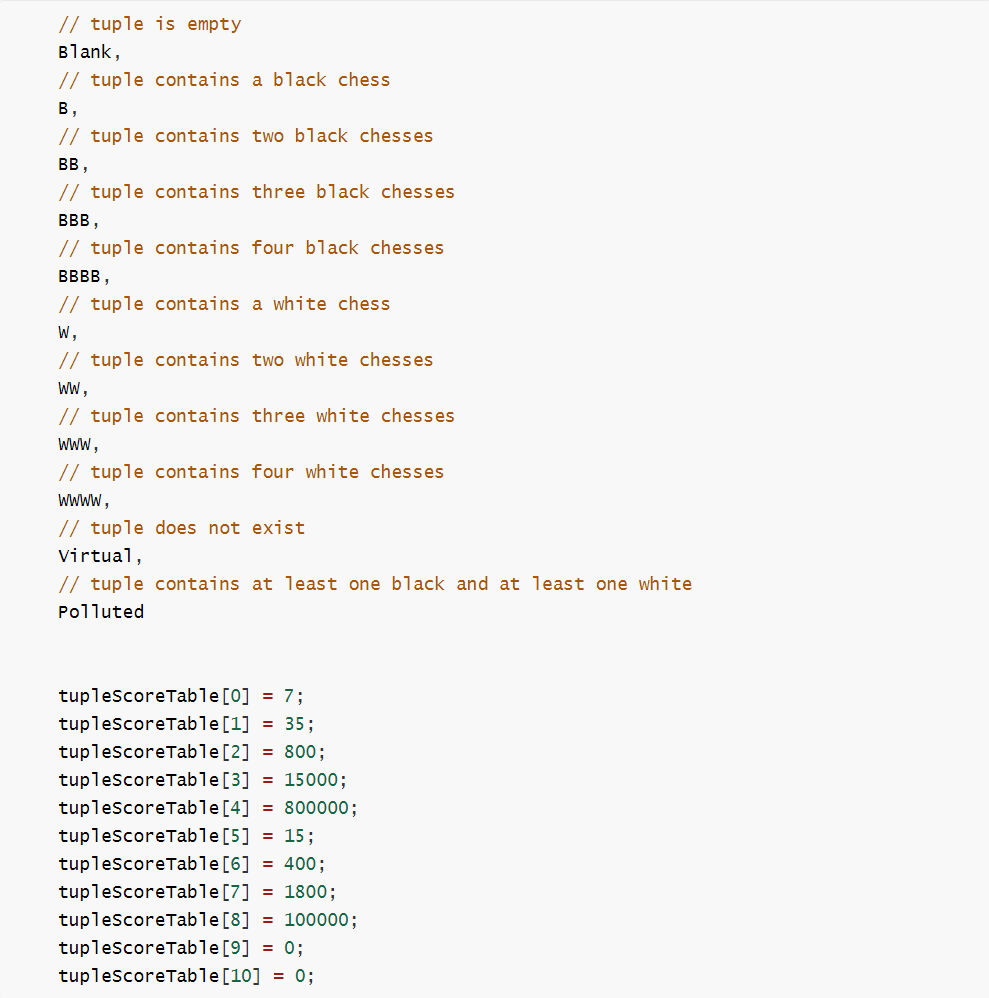 // tuple is empty
Blank,
// tuple contains a black chess
B,
// tuple contains two black chesses
BB,
// tuple contains three black chesses
BBB,
// tuple contains four black chesses
BBBB,
// tuple contains a white chess
W,
// tuple contains two white chesses
WW,
// tuple contains three white chesses
WWW,
// tuple contains four white chesses
WWWW,
// tuple does not exist
Virtual,
// tuple contains at least one black and at least one white
Polluted
tupleScoreTable[0] = 7;
tupleScoreTable[1] = 35;
tupleScoreTable[2] = 800;
tupleScoreTable[3] = 15000;
tupleScoreTable[4] = 800000;
tupleScoreTable[5] = 15;
tupleScoreTable[6] = 400;
tupleScoreTable[7] = 1800;
tupleScoreTable[8] = 100000;
tupleScoreTable[9] = 0;
tupleScoreTable[10] = 0;